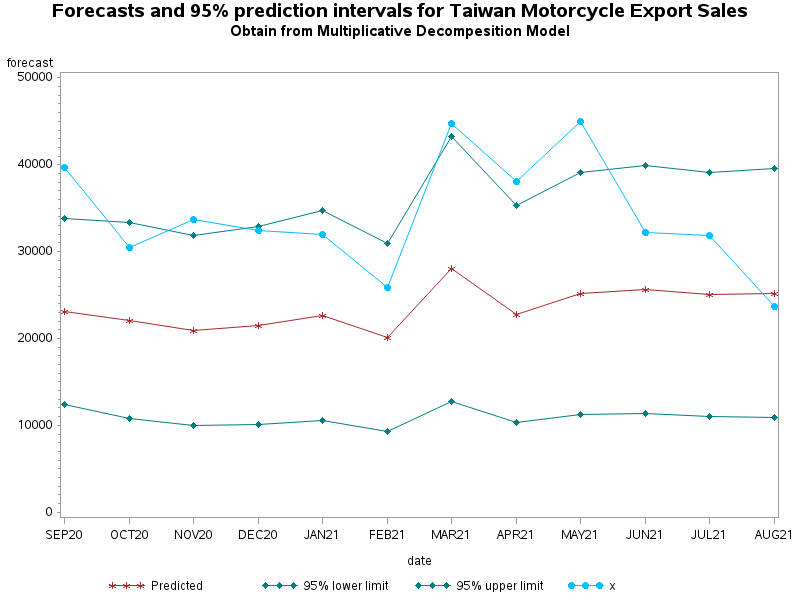 Forecasts and 95% prediction intervals for Taiwan Motorcycle Export Sales
Obtain from Multiplicative Decompesition Model
forecast
50000
40000
30000
20000
10000
0
SEP20 OCT20 NOV20 DEC20 JAN21 FEB21 MAR21 APR21 MAY21 JUN21 JUL21 AUG21
date
Predicted 95% lower limit 95% upper limit x